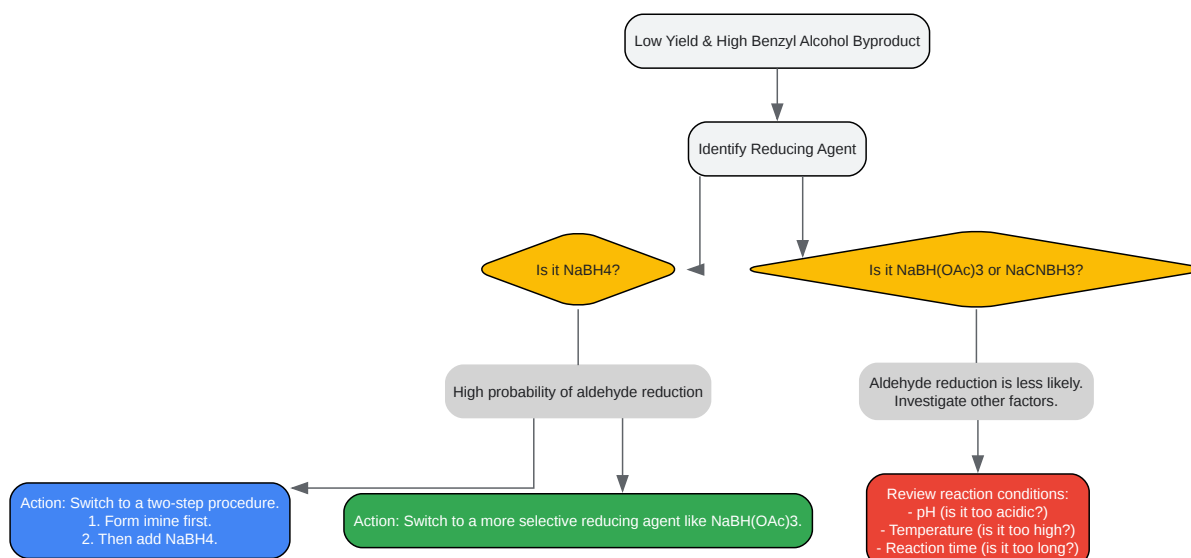 Low Yield & High Benzyl Alcohol Byproduct
Identify Reducing Agent
Is it NaBH4?
Is it NaBH(OAc)3 or NaCNBH3?
High probability of aldehyde reduction
Aldehyde reduction is less likely.
Investigate other factors.
Action: Switch to a two-step procedure.
1. Form imine first.
2. Then add NaBH4.
Action: Switch to a more selective reducing agent like NaBH(OAc)3.
Review reaction conditions:
- pH (is it too acidic?)
- Temperature (is it too high?)
- Reaction time (is it too long?)